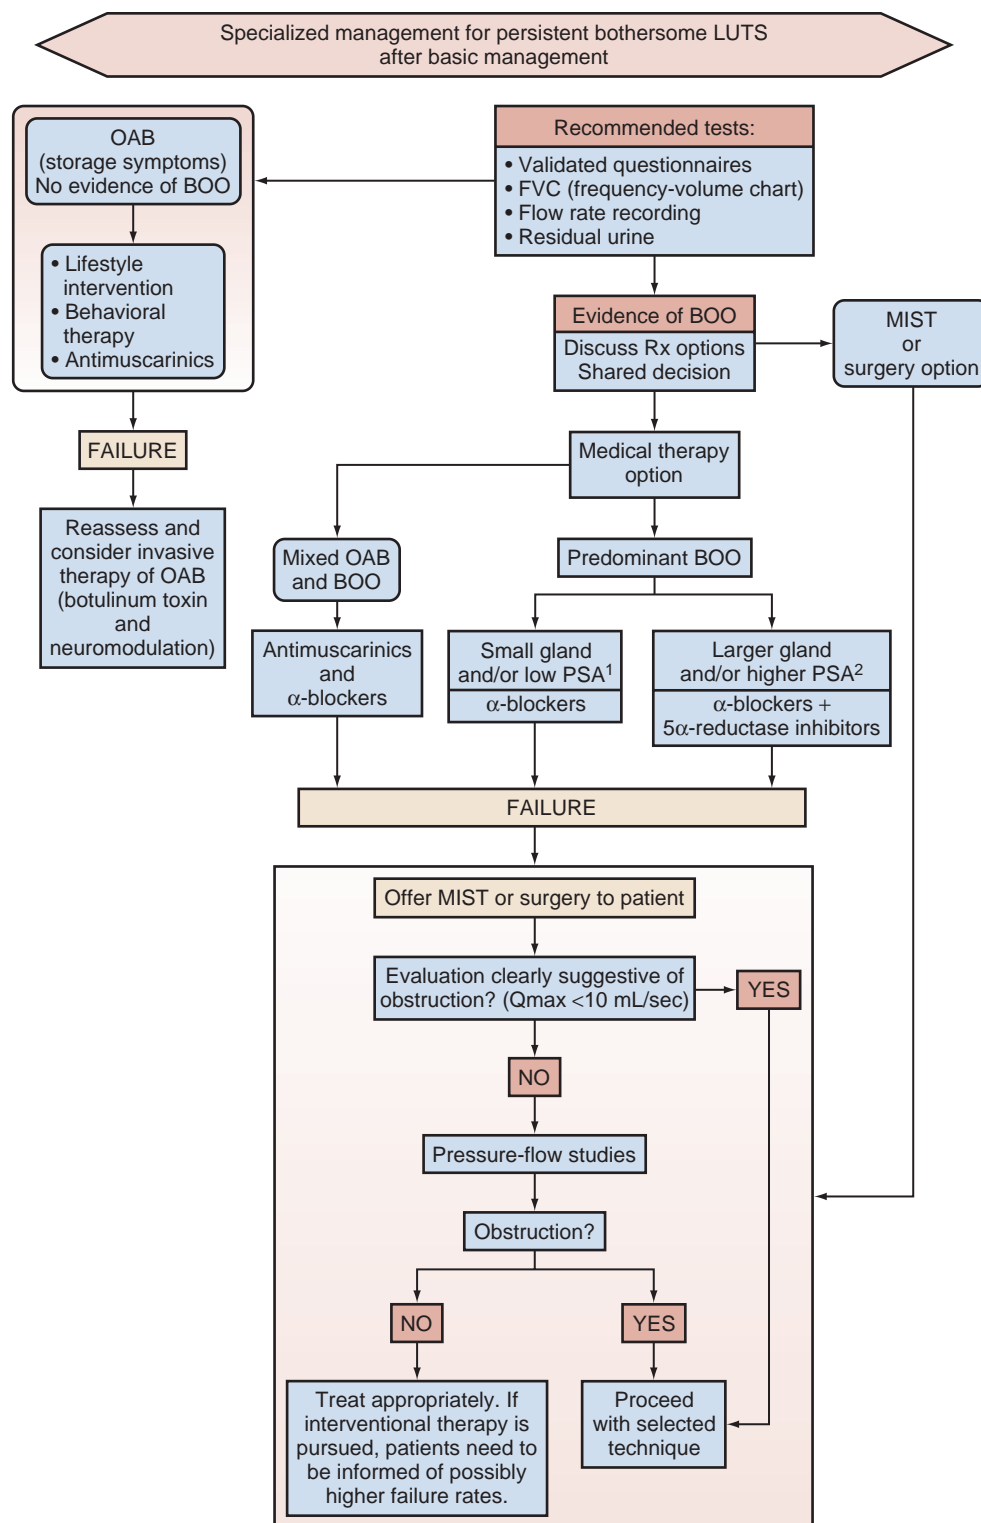 Specialized management for persistent bothersome LUTS
after basic management
OAB
(storage symptoms)
No evidence of BOO
• Lifestyle
intervention
• Behavioral
therapy
• Antimuscarinics
FAILURE
Reassess and
consider invasive
therapy of OAB
(botulinum toxin
and
neuromodulation)
Recommended tests:
• Validated questionnaires
• FVC (frequency-volume chart)
• Flow rate recording
• Residual urine
Evidence of BOO
Discuss Rx options
Shared decision
MIST
or
surgery option
Medical therapy
option
Mixed OAB
and BOO
Antimuscarinics
and
α-blockers
Predominant BOO
Small gland
and/or low PSA¹
α-blockers
Larger gland
and/or higher PSA²
α-blockers +
5α-reductase inhibitors
FAILURE
Offer MIST or surgery to patient
Evaluation clearly suggestive of
obstruction? (Qmax <10 mL/sec)
YES
NO
Pressure-flow studies
Obstruction?
NO
YES
Treat appropriately. If
interventional therapy is
pursued, patients need to
be informed of possibly
higher failure rates.
Proceed
with selected
technique